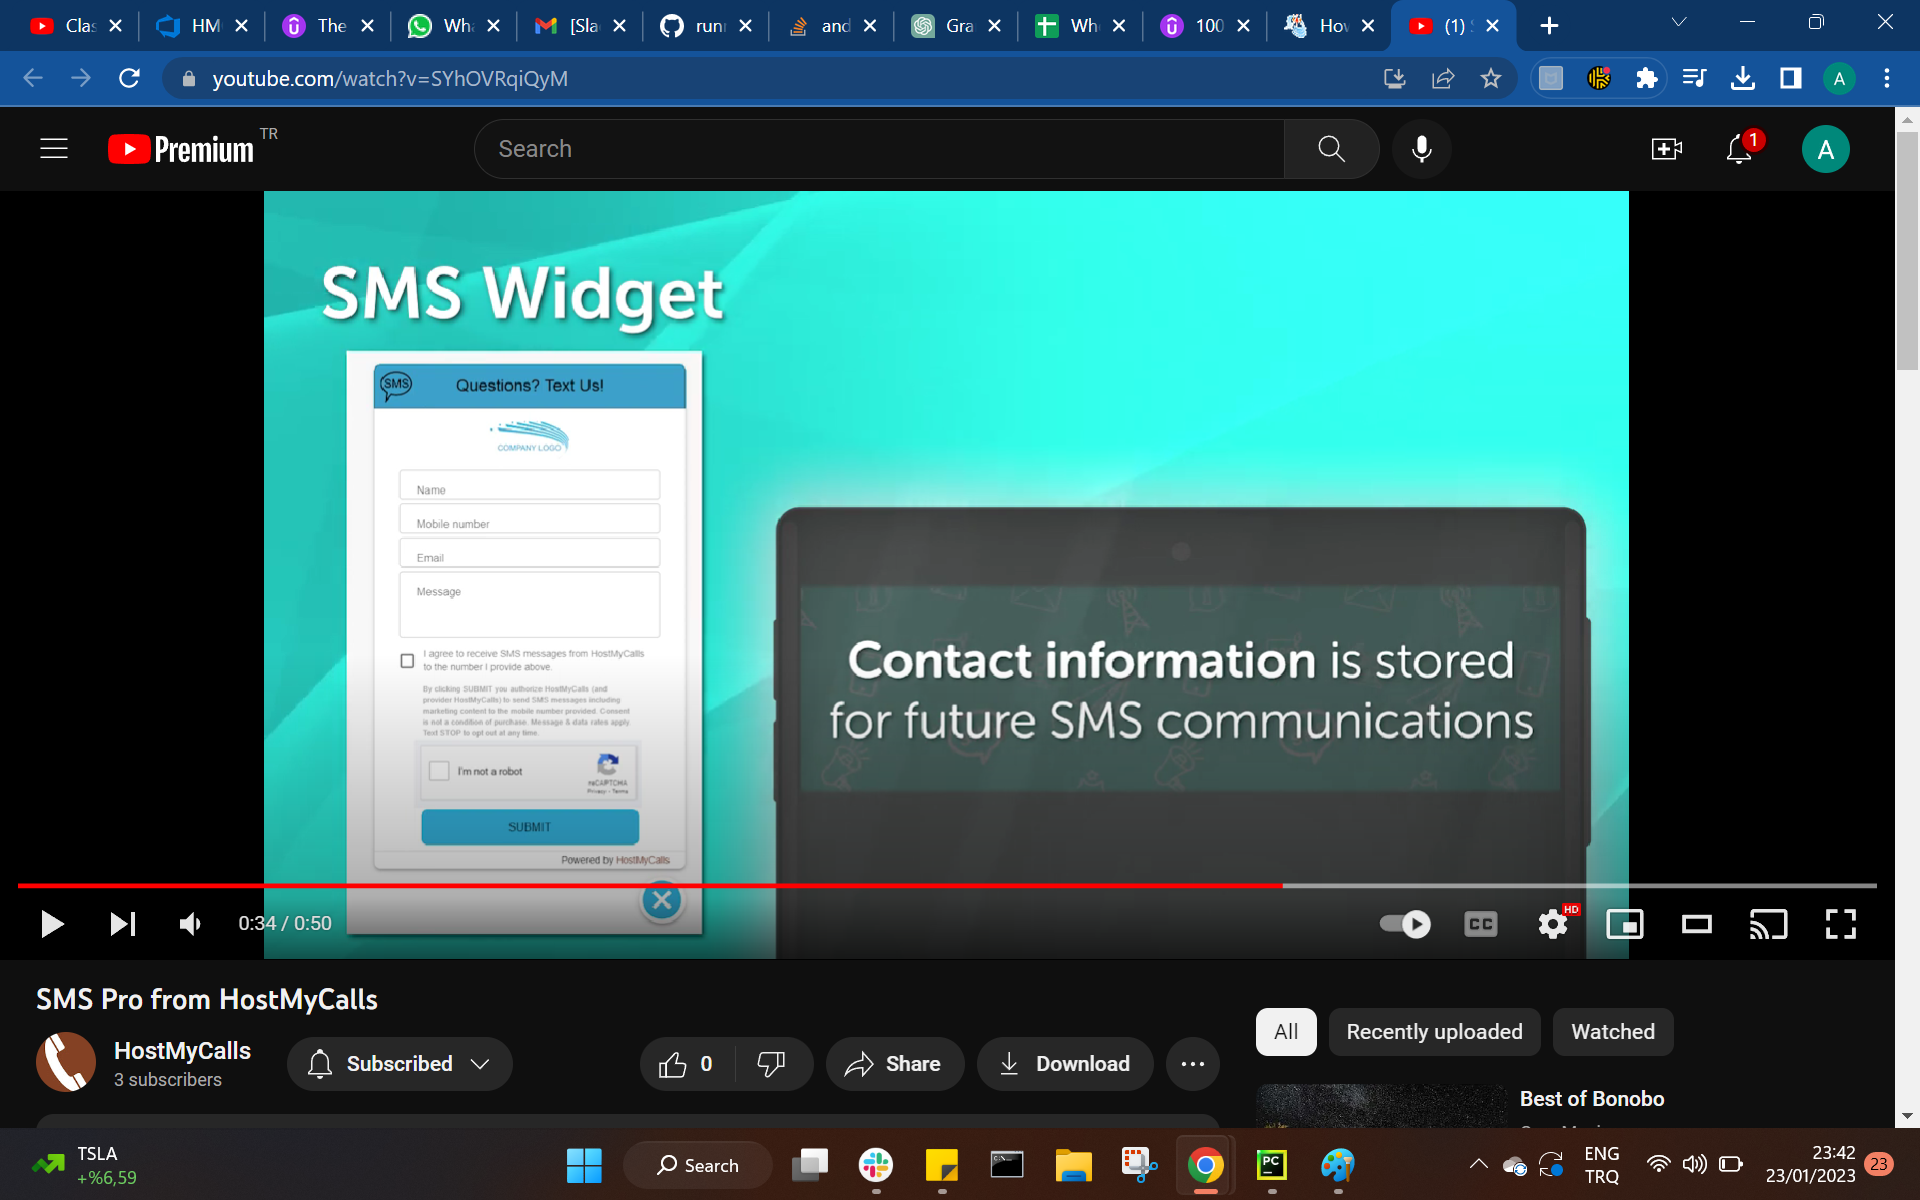 Clas
HM
The
Wha
[Sla
runn
and
Gra
Whe
100
How
(1) S
youtube.com/watch?v=SYhOVRqiQyM
A
Premium TR
Search
1
A
SMS Widget
SMS
Questions? Text Us!
COMPANY LOGO
Name
Mobile number
Email
Message
I agree to receive SMS messages from HostMyCalls
to the number I provide above.
By clicking SUBMIT you authorize HostMyCalls (and
provider HostMyCalls) to send SMS messages including
marketing content to the mobile number provided. Consent
is not a condition of purchase. Message & data rates apply.
Text STOP to opt out at any time.
I'm not a robot
reCAPTCHA
Privacy - Terms
SUBMIT
Powered by HostMyCalls
Contact information is stored
for future SMS communications
0:34 / 0:50
CC
HD
SMS Pro from HostMyCalls
HostMyCalls
3 subscribers
Subscribed
0
Share
Download
All
Recently uploaded
Watched
Best of Bonobo
TSLA
+%6,59
Search
PC
ENG
TRQ
23:42
23/01/2023
23